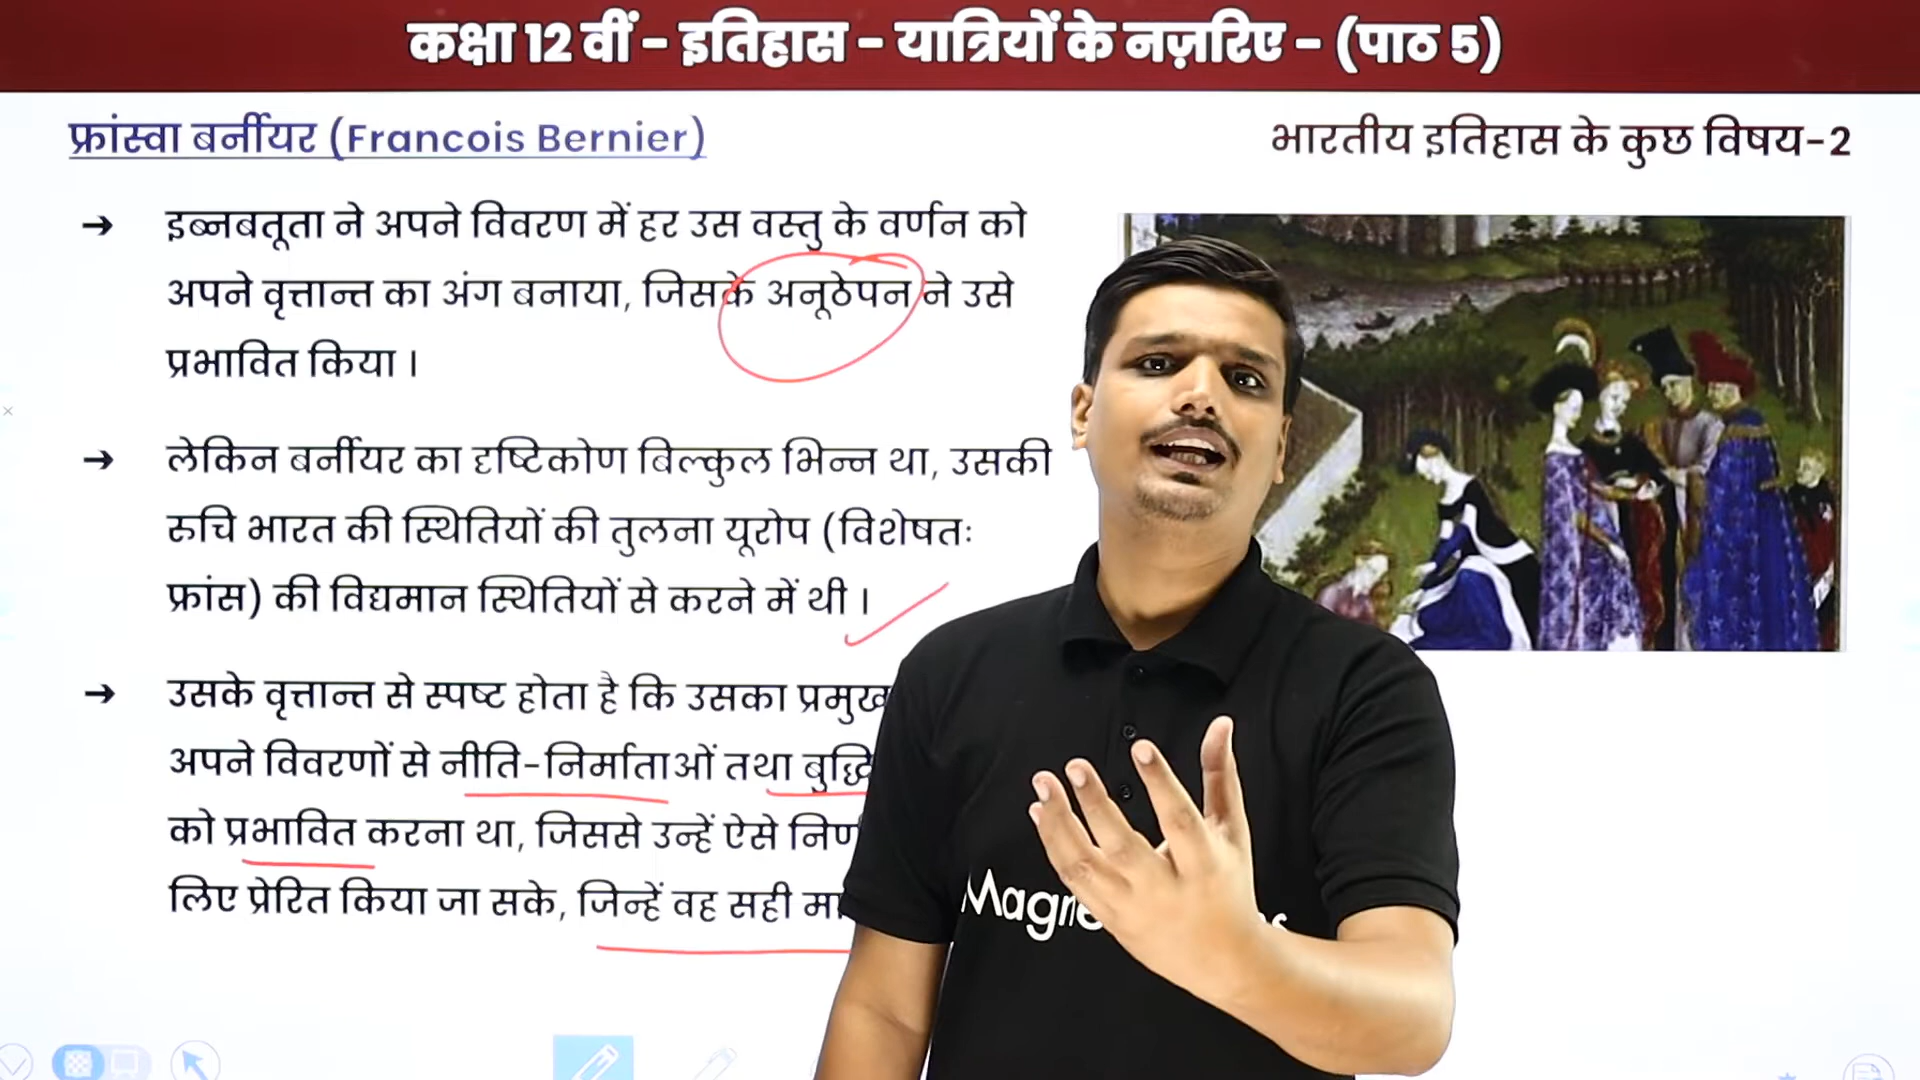 कक्षा 12 वीं - इतिहास - यात्रियों के नज़रिए - (पाठ 5)
फ्रांस्वा बर्नीयर (Francois Bernier)
भारतीय इतिहास के कुछ विषय-2
→ इब्नबतूता ने अपने विवरण में हर उस वस्तु के वर्णन को
अपने वृत्तान्त का अंग बनाया, जिसके अनूठेपन ने उसे
प्रभावित किया ।
→ लेकिन बर्नीयर का दृष्टिकोण बिल्कुल भिन्न था, उसकी
रुचि भारत की स्थितियों की तुलना यूरोप (विशेषतः
फ्रांस) की विद्यमान स्थितियों से करने में थी ।
→ उसके वृत्तान्त से स्पष्ट होता है कि उसका प्रमुख
अपने विवरणों से नीति-निर्माताओं तथा
को प्रभावित करना था, जिससे उन्हें ऐसे
लिए प्रेरित किया जा सके, जिन्हें वह सही